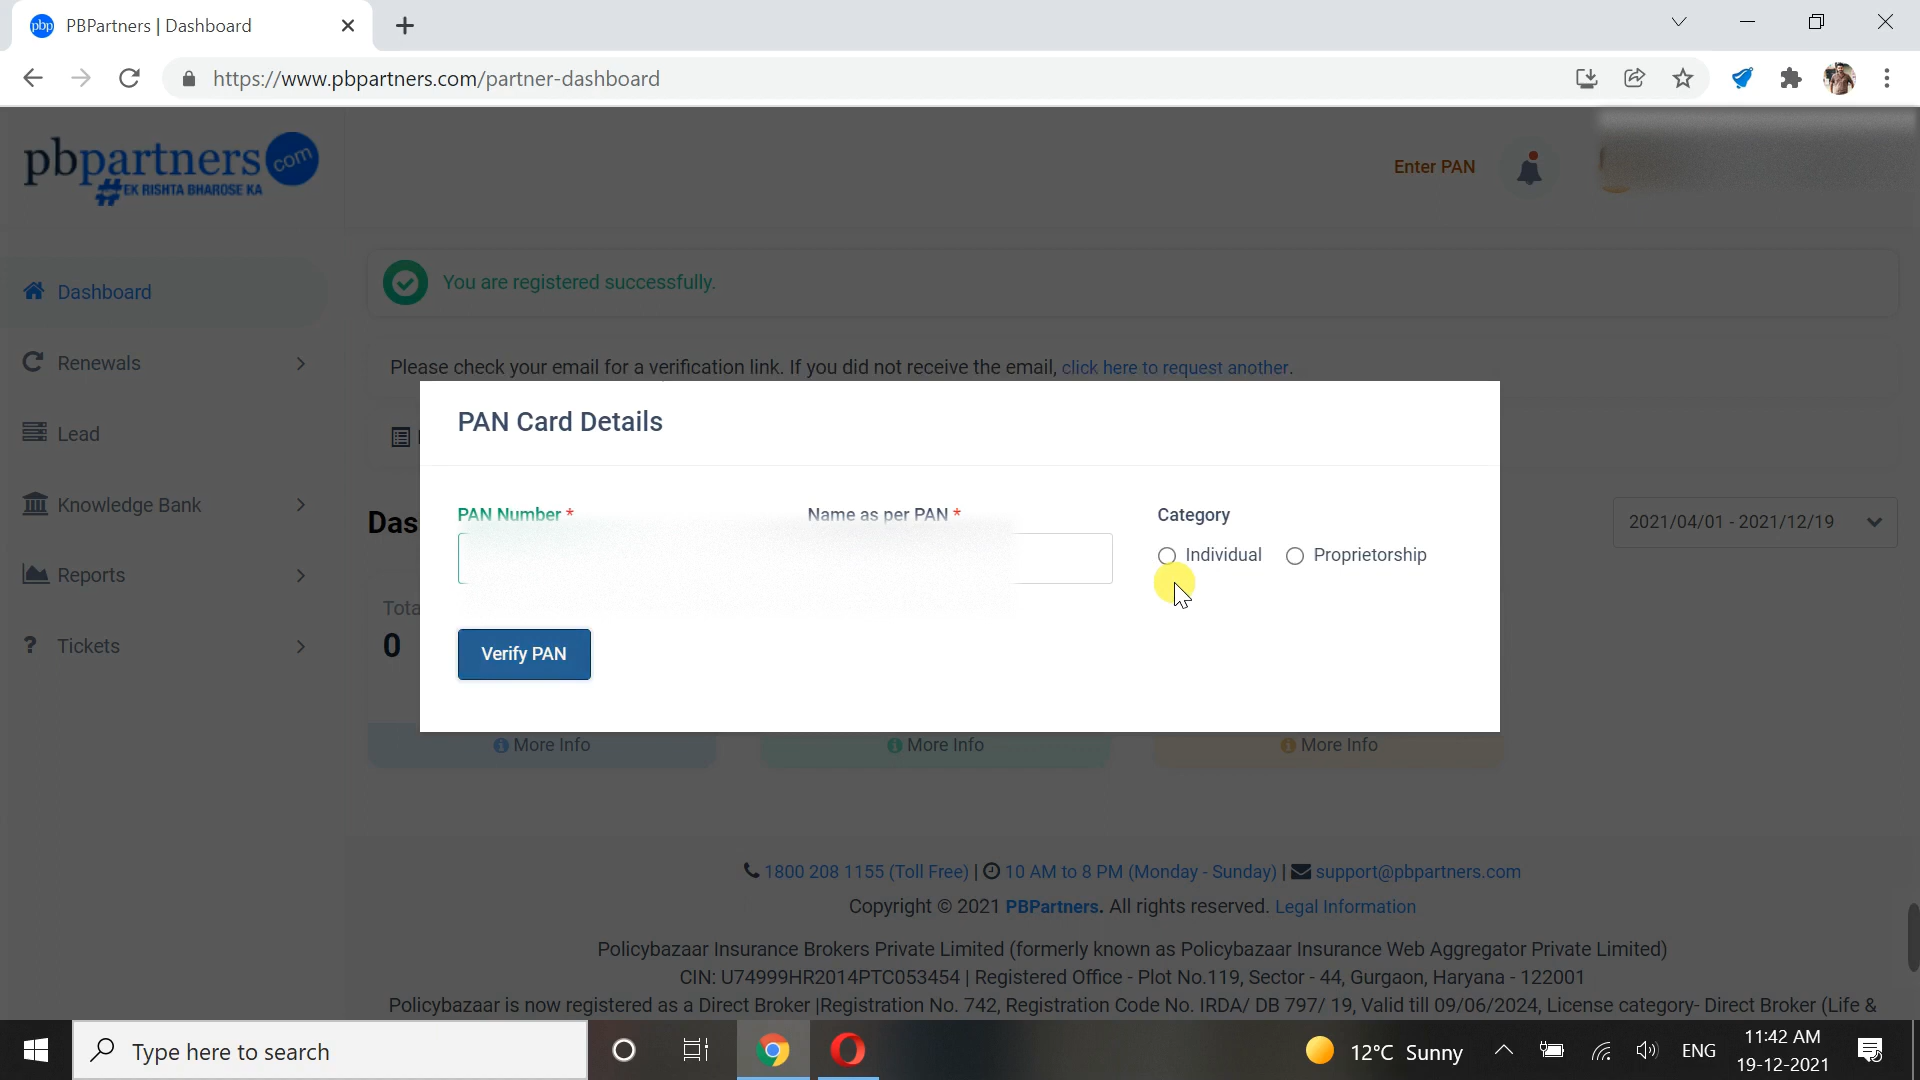 pbp PBPartners | Dashboard
https://www.pbpartners.com/partner-dashboard
pbpartners com
#EK RISHTA BHAROSE KA
Enter PAN
Dashboard
Renewals
Lead
Knowledge Bank
Reports
? Tickets
You are registered successfully.
Please check your email for a verification link. If you did not receive the email, click here to request another.
PAN Card Details
PAN Number *
Name as per PAN *
Category
Individual
Proprietorship
Verify PAN
Das
2021/04/01 - 2021/12/19
Tota
0
More Info
More Info
More Info
1800 208 1155 (Toll Free) | 10 AM to 8 PM (Monday - Sunday) | support@pbpartners.com
Copyright © 2021 PBPartners. All rights reserved. Legal Information
Policybazaar Insurance Brokers Private Limited (formerly known as Policybazaar Insurance Web Aggregator Private Limited)
CIN: U74999HR2014PTC053454 | Registered Office - Plot No.119, Sector - 44, Gurgaon, Haryana - 122001
Policybazaar is now registered as a Direct Broker |Registration No. 742, Registration Code No. IRDA/ DB 797/ 19, Valid till 09/06/2024, License category- Direct Broker (Life &
Type here to search
12°C Sunny
ENG
11:42 AM
19-12-2021